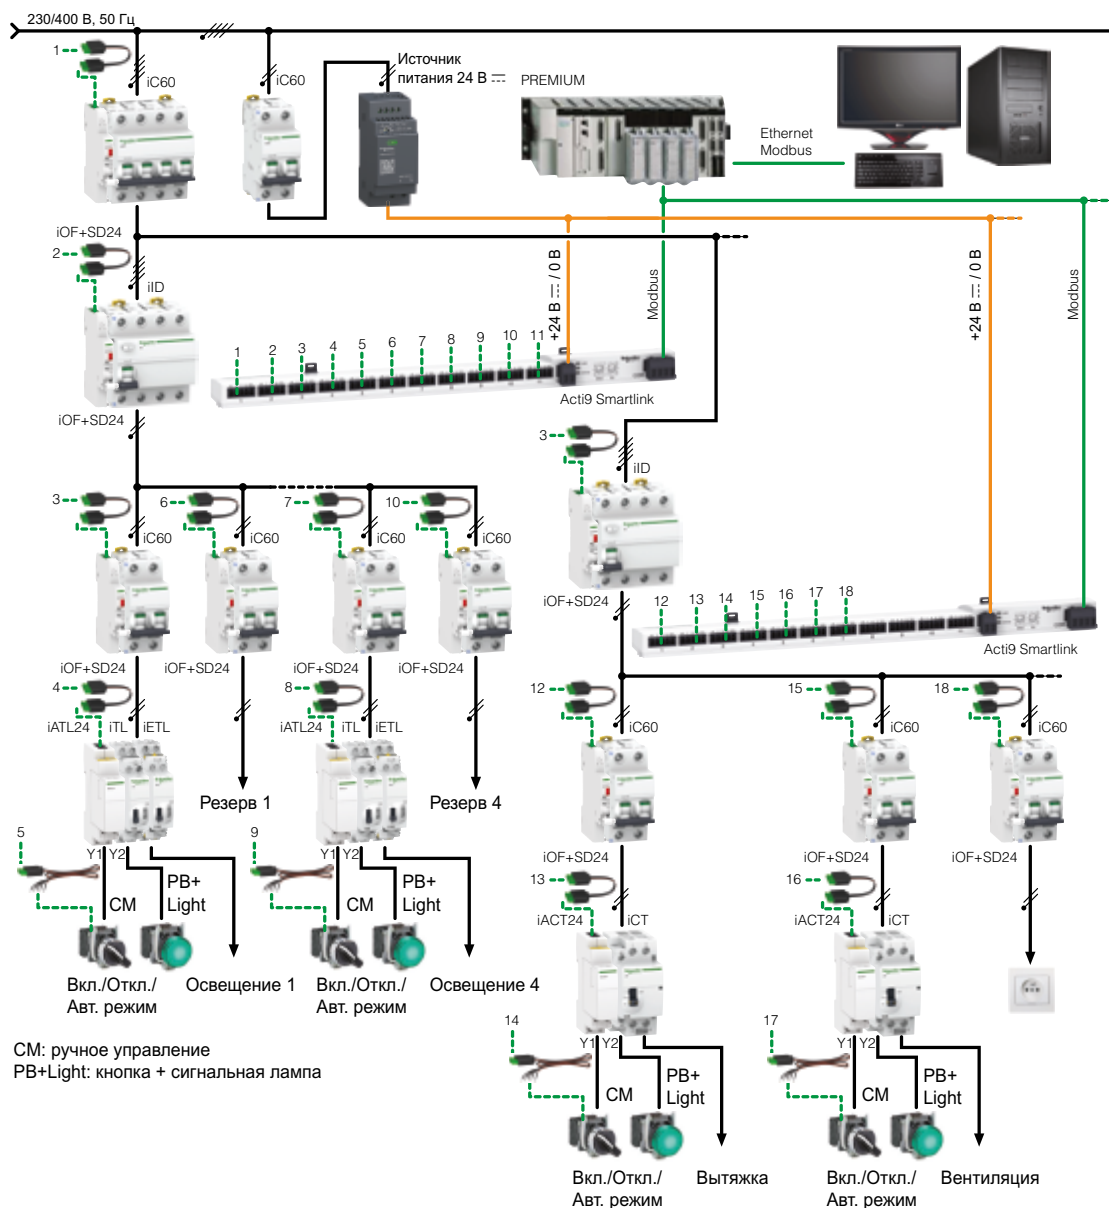 230/400 В, 50 Гц
1
iC60
iC60
Источник
питания 24 В
PREMIUM
Ethernet
Modbus
iOF+SD24
2
iID
+24 В / 0 В
Modbus
+24 В / 0 В
Modbus
1 2 3 4 5 6 7 8 9 10 11
Acti9 Smartlink
iOF+SD24
3
iID
3 6 7 10
iC60 iC60 iC60 iC60
iOF+SD24
12 13 14 15 16 17 18
Acti9 Smartlink
iOF+SD24 iOF+SD24 iOF+SD24 iOF+SD24
4 8
iATL24 iTL iETL iATL24 iTL iETL
12 15 18
iC60 iC60 iC60
Резерв 1 Резерв 4
5 9
Y1 Y2 Y1 Y2
iOF+SD24 iOF+SD24 iOF+SD24
PB+
Light
PB+
Light
CM CM
13 16
iACT24 iCT iACT24 iCT
Вкл./Откл./
Авт. режим
Освещение 1
Вкл./Откл./
Авт. режим
Освещение 4
14 17
Y1 Y2 Y1 Y2
CM: ручное управление
PB+Light: кнопка + сигнальная лампа
PB+
Light
PB+
Light
CM CM
Вкл./Откл./
Авт. режим
Вытяжка
Вкл./Откл./
Авт. режим
Вентиляция